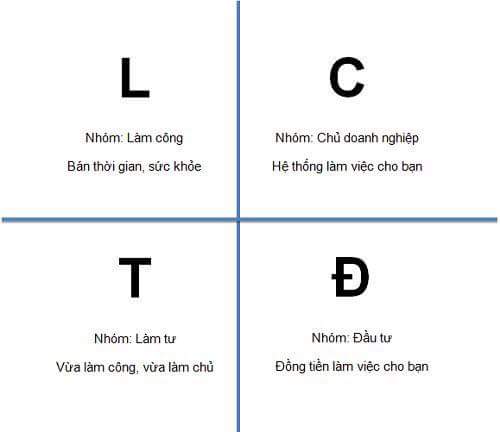 L
Nhóm: Làm công
Bán thời gian, sức khỏe
C
Nhóm: Chủ doanh nghiệp
Hệ thống làm việc cho bạn
T
Nhóm: Làm tư
Vừa làm công, vừa làm chủ
Đ
Nhóm: Đầu tư
Đồng tiền làm việc cho bạn